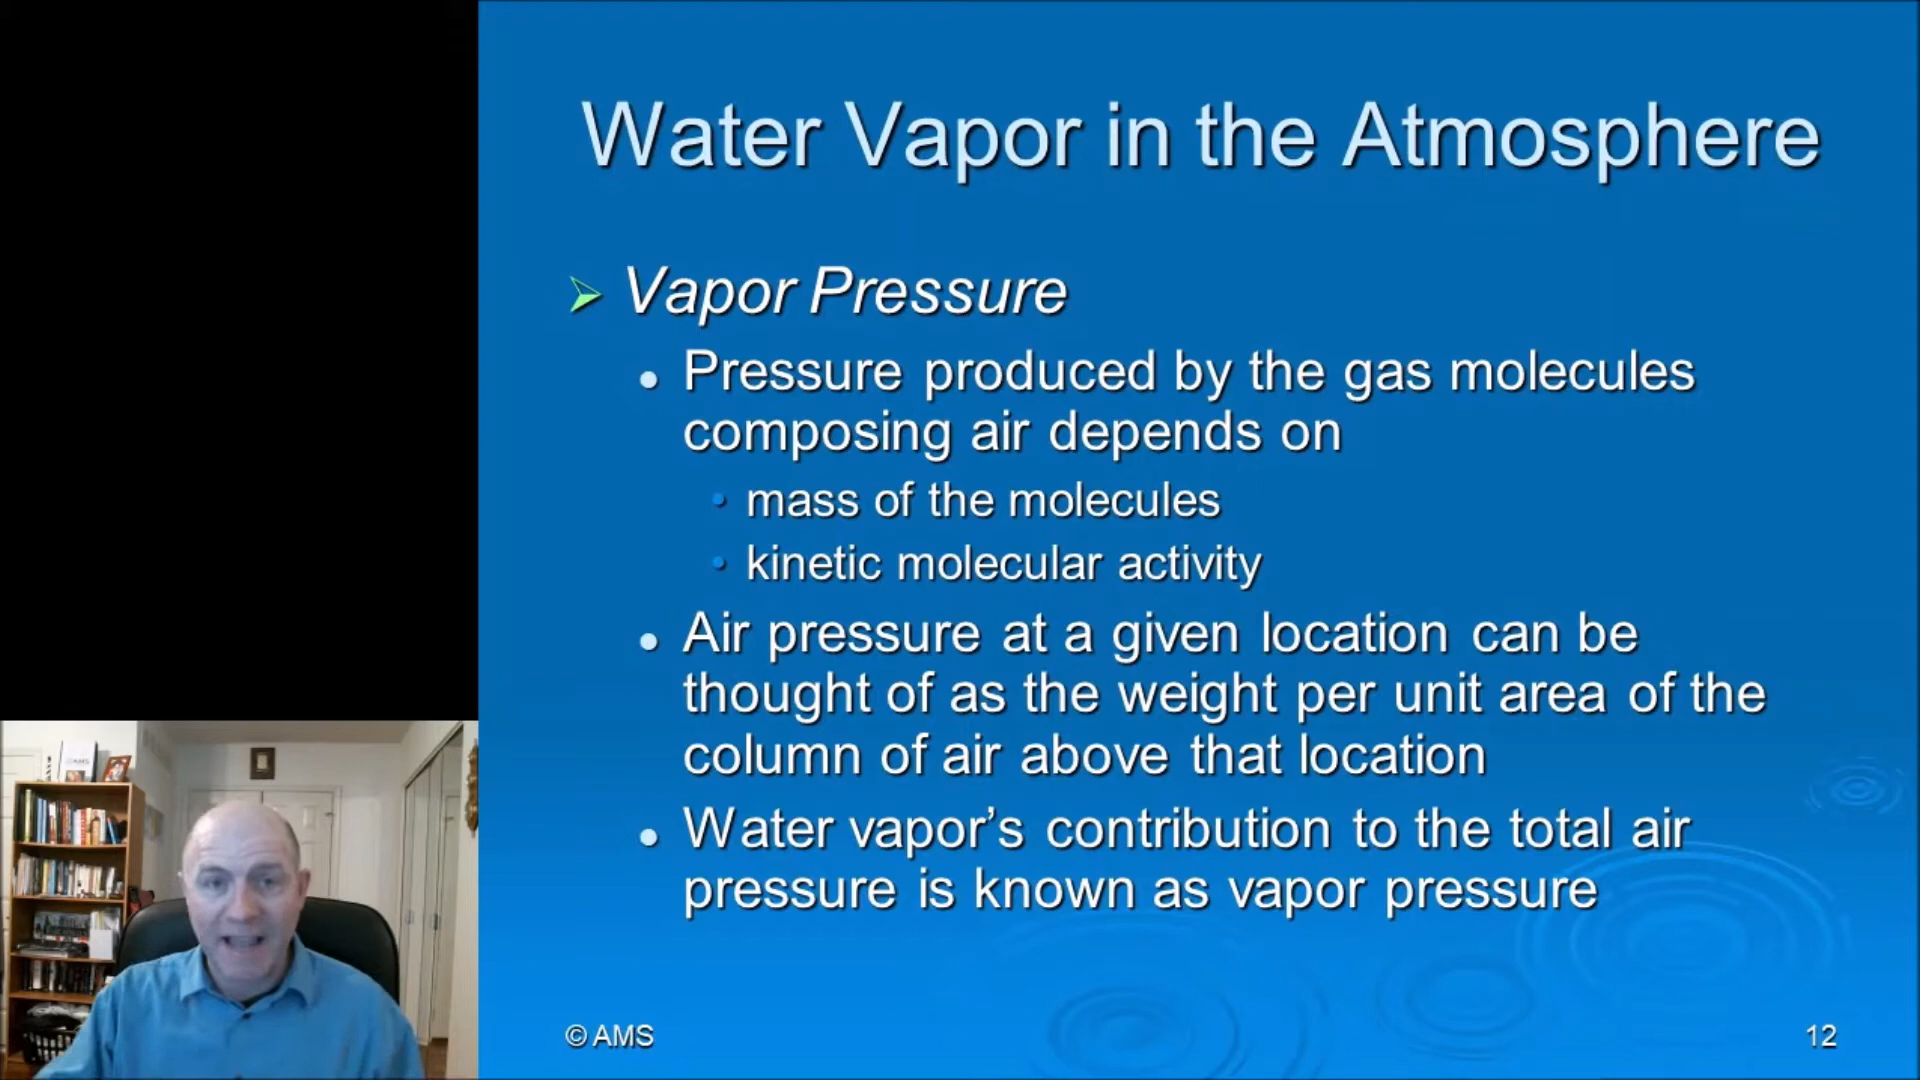 Water Vapor in the Atmosphere
Vapor Pressure
Pressure produced by the gas molecules
composing air depends on
mass of the molecules
kinetic molecular activity
Air pressure at a given location can be
thought of as the weight per unit area of the
column of air above that location
Water vapor’s contribution to the total air
pressure is known as vapor pressure
© AMS
12